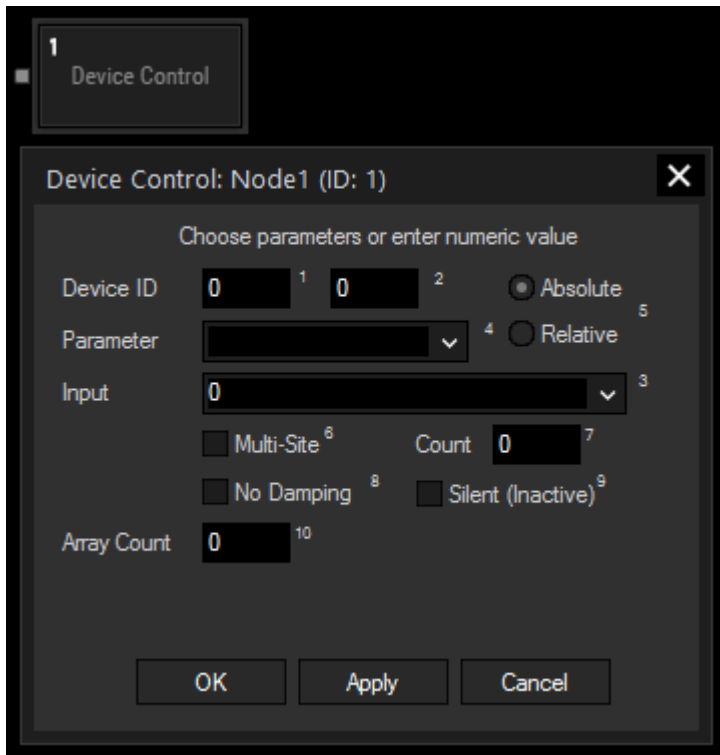 1
Device Control
Device Control: Node1 (ID: 1)
Choose parameters or enter numeric value
Device ID 0 1 0 2 Absolute
5
Parameter 4 Relative
Input 0 3
Multi-Site 6 Count 0 7
No Damping 8 Silent (Inactive) 9
Array Count 0 10
OK Apply Cancel